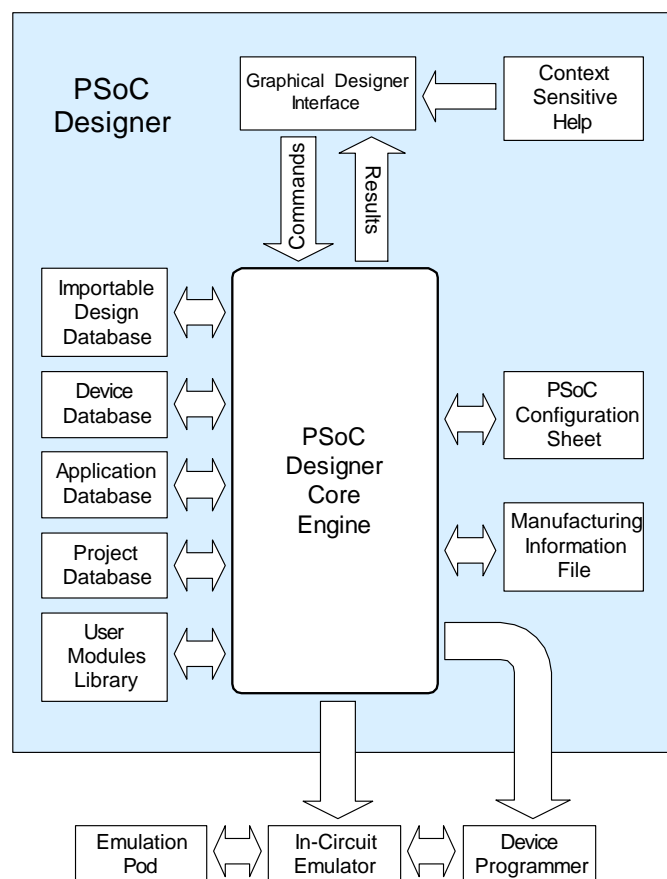 PSoC
Designer
Graphical Designer
Interface
Context
Sensitive
Help
Commands
Results
Importable
Design
Database
Device
Database
Application
Database
Project
Database
User
Modules
Library
PSoC
Designer
Core
Engine
PSoC
Configuration
Sheet
Manufacturing
Information
File
Emulation
Pod
In-Circuit
Emulator
Device
Programmer